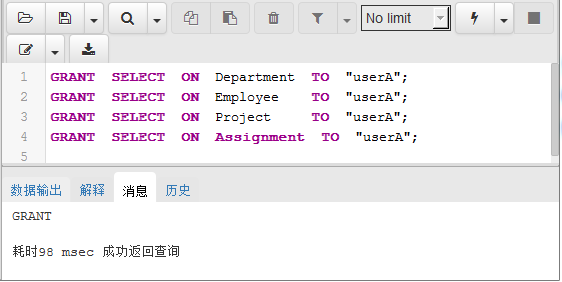 No limit
1 GRANT SELECT ON Department TO "userA";
2 GRANT SELECT ON Employee TO "userA";
3 GRANT SELECT ON Project TO "userA";
4 GRANT SELECT ON Assignment TO "userA";
5
数据输出 解释 消息 历史
GRANT
耗时98 msec 成功返回查询